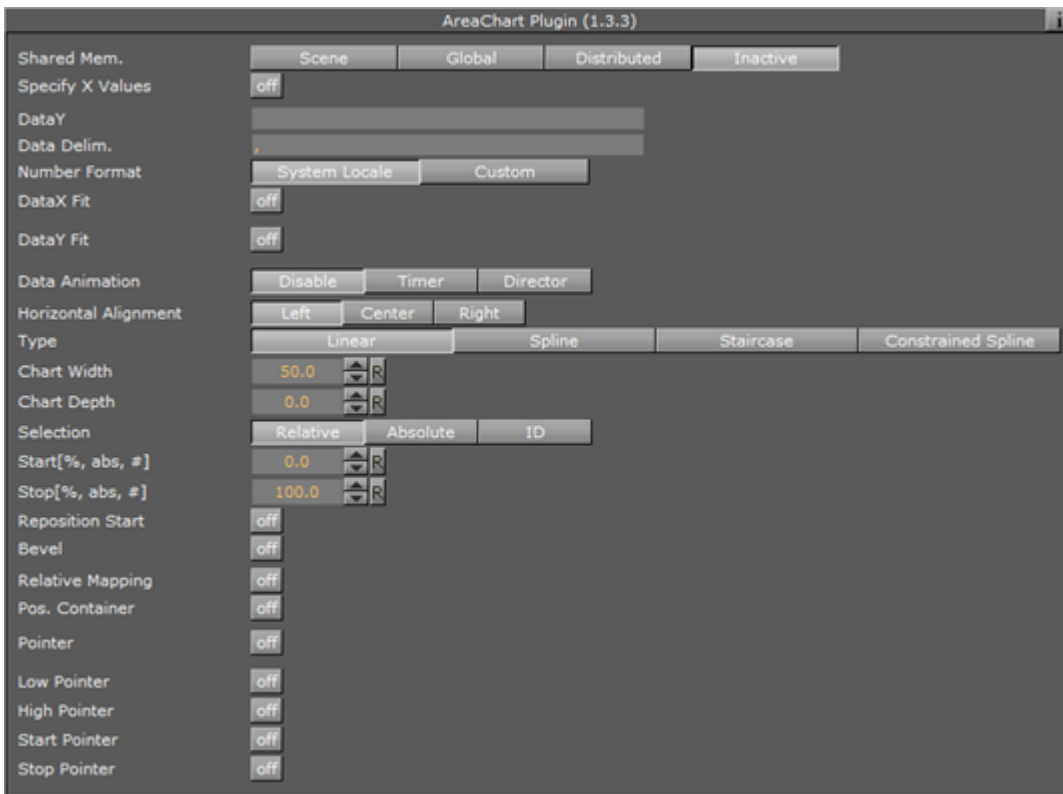 AreaChart Plugin (1.3.3) i
Shared Mem. Scene Global Distributed Inactive
Specify X Values off
DataY
Data Delim. ,
Number Format System Locale Custom
DataX Fit off
DataY Fit off
Data Animation Disable Timer Director
Horizontal Alignment Left Center Right
Type Linear Spline Staircase Constrained Spline
Chart Width 50.0 R
Chart Depth 0.0 R
Selection Relative Absolute ID
Start[%, abs, #] 0.0 R
Stop[%, abs, #] 100.0 R
Reposition Start off
Bevel off
Relative Mapping off
Pos. Container off
Pointer off
Low Pointer off
High Pointer off
Start Pointer off
Stop Pointer off